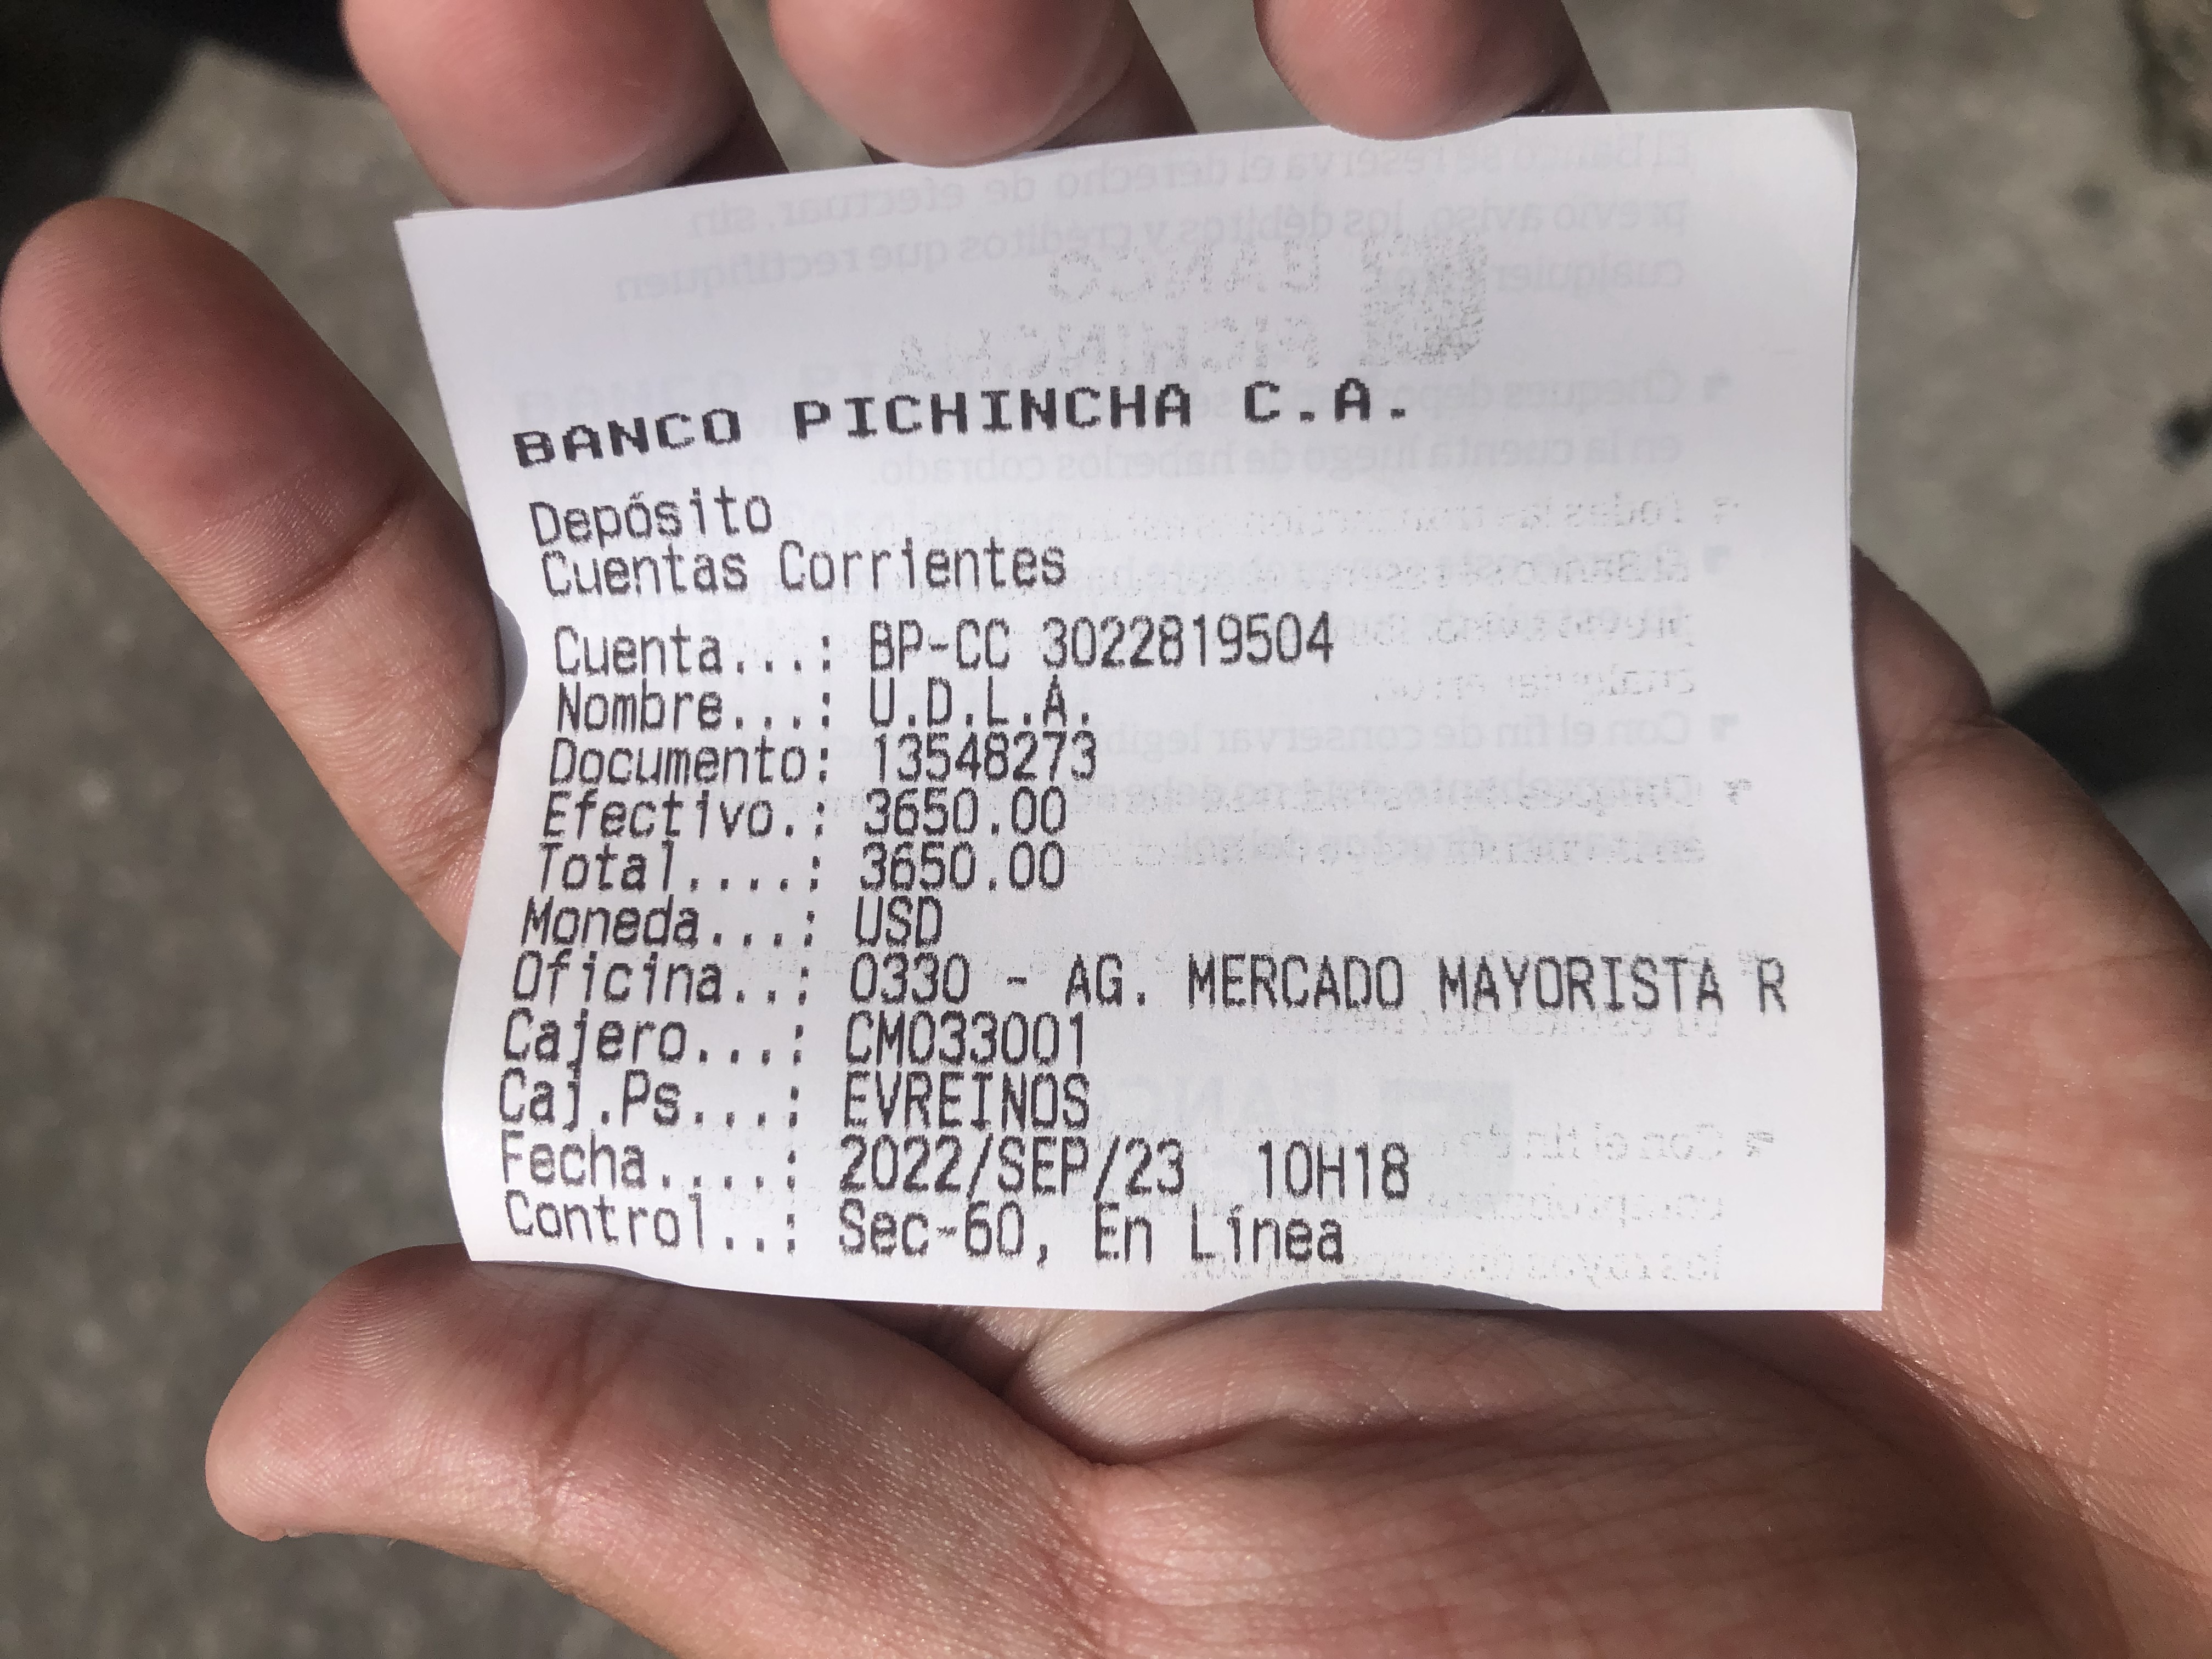 BANCO PICHINCHA C.A.
Depósito
Cuentas Corrientes
Cuenta...: BP-CC 3022819504
Nombre...: U.D.L.A.
Documento: 13548273
Efectivo.: 3650.00
Total....: 3650.00
Moneda...: USD
Oficina..: 0330 - AG. MERCADO MAYORISTA R
Cajero...: CM033001
Caj.Ps...: EVREINOS
Fecha....: 2022/SEP/23 10H18
Control..: Sec-60, En Línea